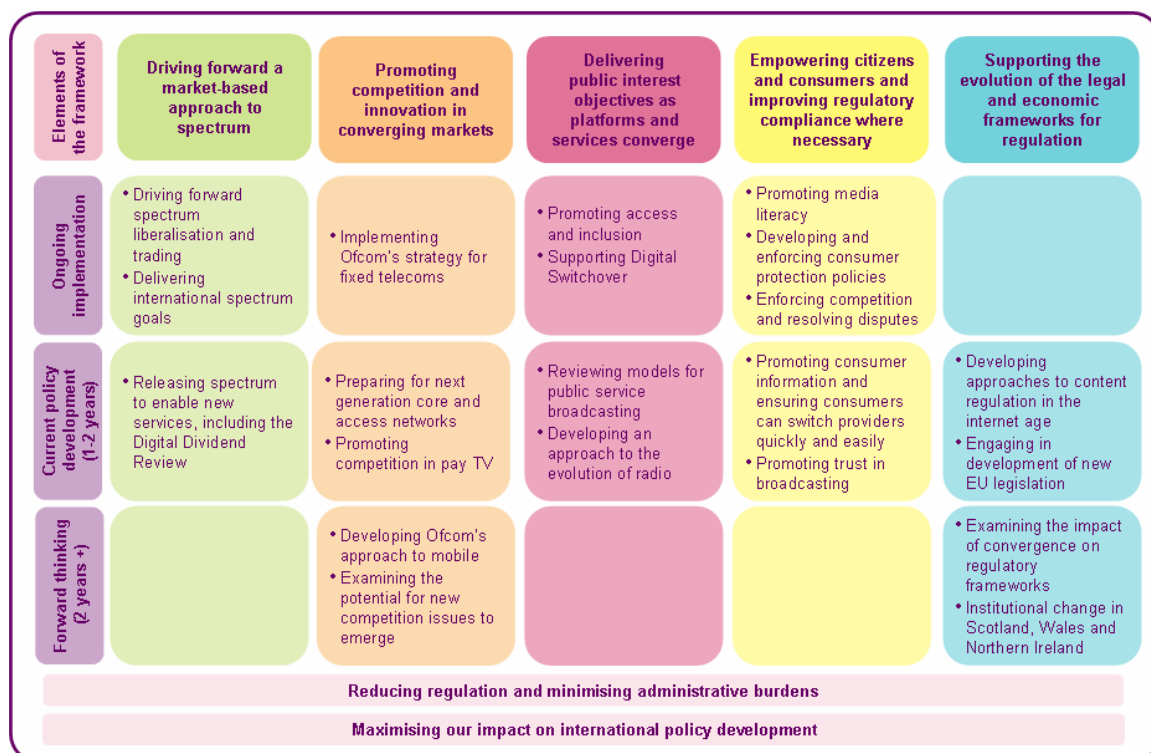 Elements of
the framework
Driving forward a
market-based
approach to
spectrum
Promoting
competition and
innovation in
converging markets
Delivering
public interest
objectives as
platforms and
services converge
Empowering citizens
and consumers and
improving regulatory
compliance where
necessary
Supporting the
evolution of the legal
and economic
frameworks for
regulation
Ongoing
implementation
• Driving forward
spectrum
liberalisation and
trading
• Delivering
international spectrum
goals
• Implementing
Ofcom's strategy for
fixed telecoms
• Promoting access
and inclusion
• Supporting Digital
Switchover
• Promoting media
literacy
• Developing and
enforcing consumer
protection policies
• Enforcing competition
and resolving disputes
Current policy
development
(1-2 years)
• Releasing spectrum
to enable new
services, including the
Digital Dividend
Review
• Preparing for next
generation core and
access networks
• Promoting
competition in pay TV
• Reviewing models for
public service
broadcasting
• Developing an
approach to the
evolution of radio
• Promoting consumer
information and
ensuring consumers
can switch providers
quickly and easily
• Promoting trust in
broadcasting
• Developing
approaches to content
regulation in the
internet age
• Engaging in
development of new
EU legislation
Forward thinking
(2 years +)
• Developing Ofcom's
approach to mobile
• Examining the
potential for new
competition issues to
emerge
• Examining the impact
of convergence on
regulatory
frameworks
• Institutional change in
Scotland, Wales and
Northern Ireland
Reducing regulation and minimising administrative burdens
Maximising our impact on international policy development